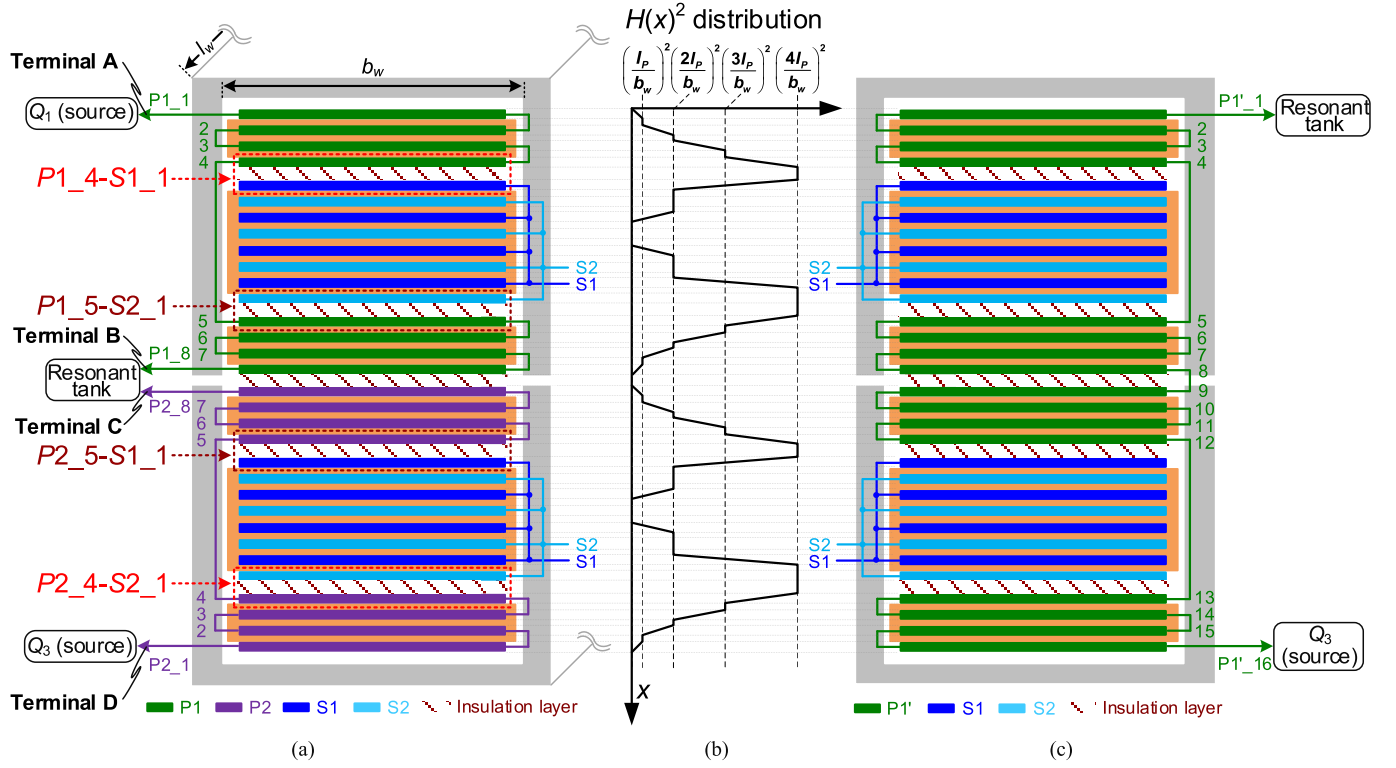 H(x)² distribution
(I_P/b_w)² (2I_P/b_w)² (3I_P/b_w)² (4I_P/b_w)²
l_w
b_w
Terminal A
Q₁ (source)
P1_1
2
3
4
P1_4-S1_1
S2
S1
P1_5-S2_1
5
Terminal B
6
P1_8
7
Resonant tank
P2_8
7
Terminal C
6
5
P2_5-S1_1
S2
S1
P2_4-S2_1
4
3
2
Q₃ (source)
P2_1
Terminal D
P1
P2
S1
S2
Insulation layer
(a)
x
(b)
P1'_1
Resonant tank
2
3
4
S2
S1
5
6
7
8
9
10
11
12
S2
S1
13
14
15
Q₃ (source)
P1'_16
P1'
S1
S2
Insulation layer
(c)